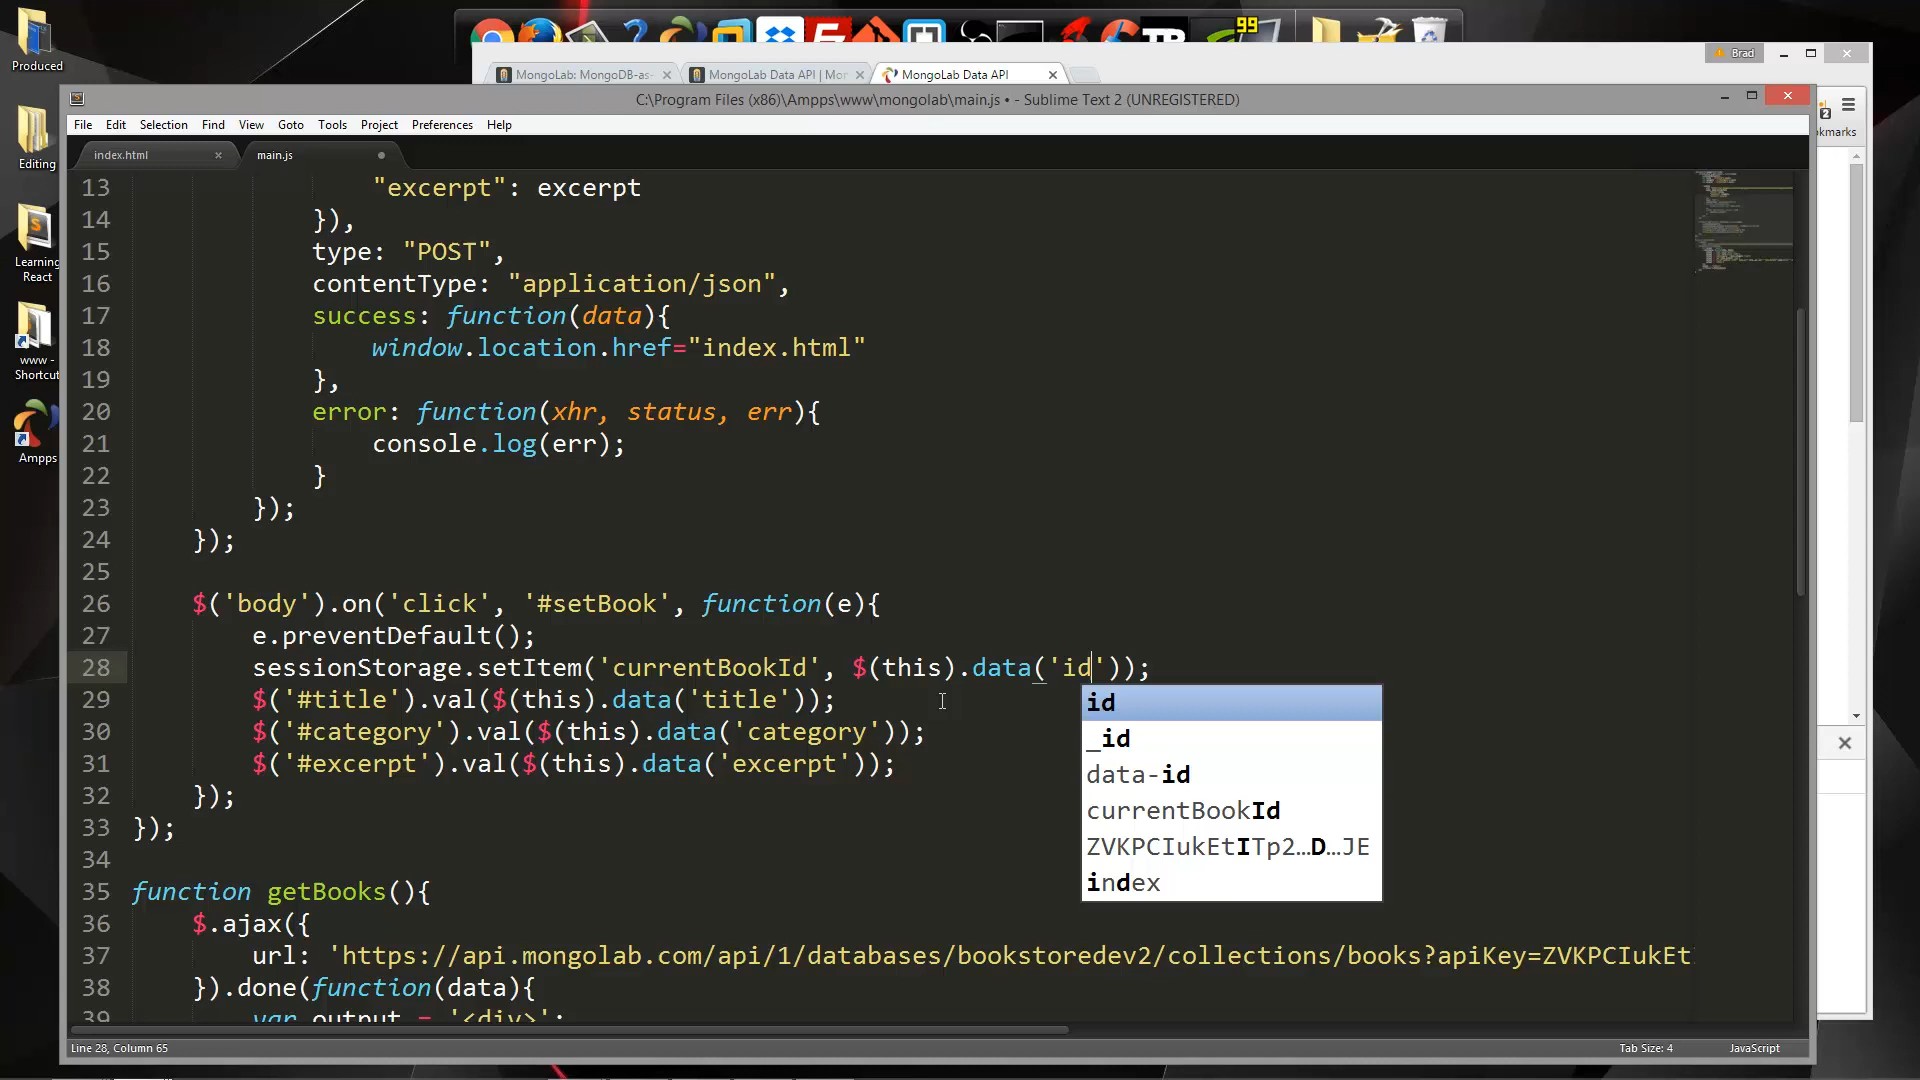 Produced
Editing
Learning
React
www -
Shortcut
Ampps
99
Brad
MongoLab: MongoDB-as-
MongoLab Data API | Mor
MongoLab Data API
C:\Program Files (x86)\Ampps\www\mongolab\main.js • - Sublime Text 2 (UNREGISTERED)
File Edit Selection Find View Goto Tools Project Preferences Help
2
kmarks
index.html
main.js
13 "excerpt": excerpt
14 }),
15 type: "POST",
16 contentType: "application/json",
17 success: function(data){
18 window.location.href="index.html"
19 },
20 error: function(xhr, status, err){
21 console.log(err);
22 }
23 });
24 });
25
26 $('body').on('click', '#setBook', function(e){
27 e.preventDefault();
28 sessionStorage.setItem('currentBookId', $(this).data('id'));
29 $('#title').val($(this).data('title'));
30 $('#category').val($(this).data('category'));
31 $('#excerpt').val($(this).data('excerpt'));
32 });
33 });
34
35 function getBooks(){
36 $.ajax({
37 url: 'https://api.mongolab.com/api/1/databases/bookstoredev2/collections/books?apiKey=ZVKPCIukEt
38 }).done(function(data){
39 var output = '<div>';
id
_id
data-id
currentBookId
ZVKPCIukEtITp2…D…JE
index
Line 28, Column 65
Tab Size: 4
JavaScript